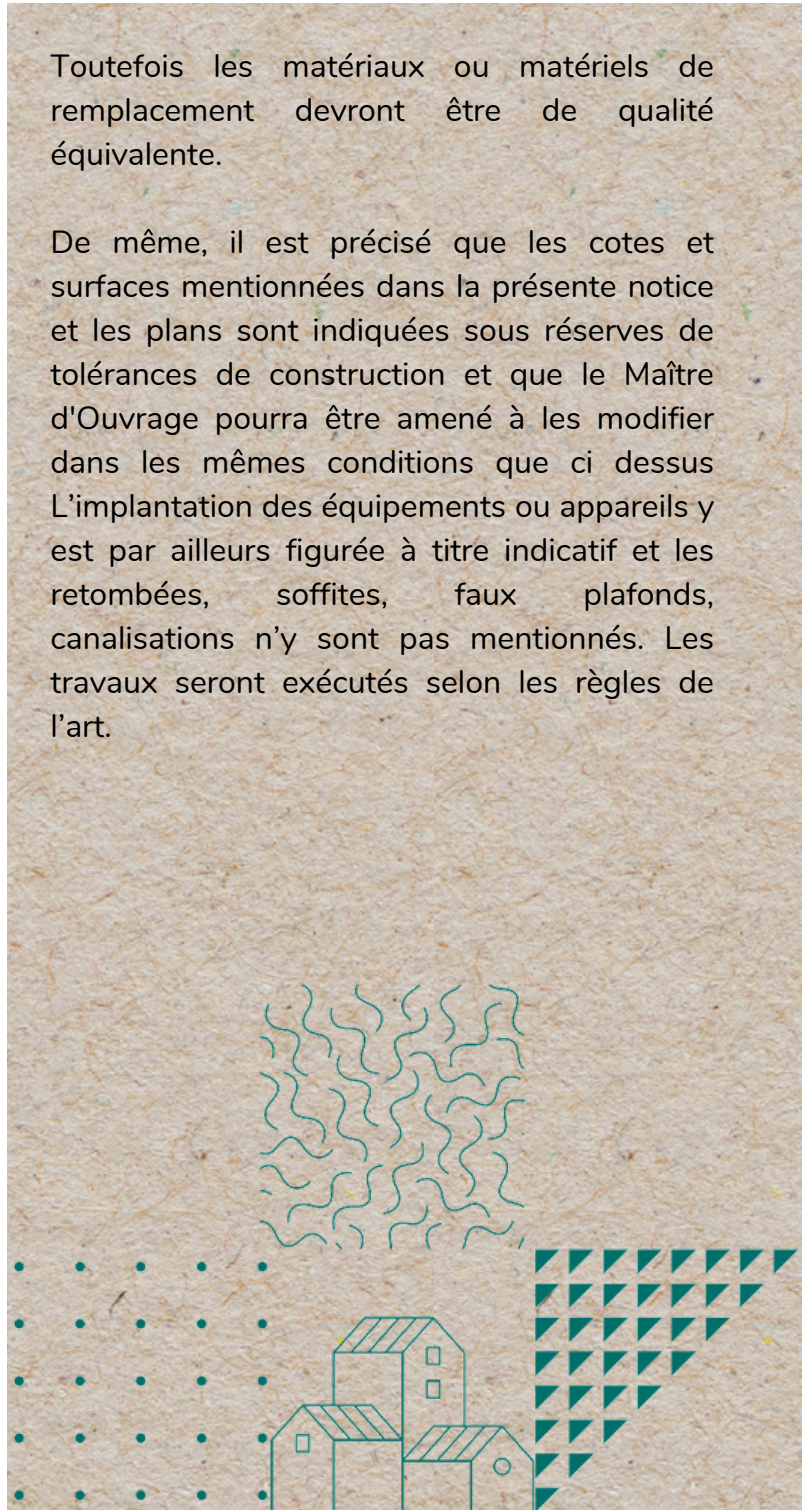 Toutefois les matériaux ou matériels de
remplacement devront être de qualité
équivalente.
De même, il est précisé que les cotes et
surfaces mentionnées dans la présente notice
et les plans sont indiquées sous réserves de
tolérances de construction et que le Maître
d'Ouvrage pourra être amené à les modifier
dans les mêmes conditions que ci dessus
L’implantation des équipements ou appareils y
est par ailleurs figurée à titre indicatif et les
retombées, soffites, faux plafonds,
canalisations n’y sont pas mentionnés. Les
travaux seront exécutés selon les règles de
l’art.